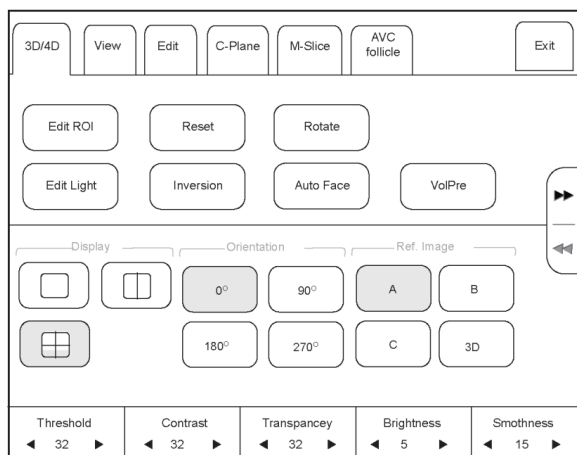 3D/4D View Edit C-Plane M-Slice AVC follicle Exit
Edit ROI Reset Rotate
Edit Light Inversion Auto Face VolPre
Display Orientation Ref. Image
0° 90° A B
180° 270° C 3D
Threshold Contrast Transpancey Brightness Smothness
32 32 32 5 15